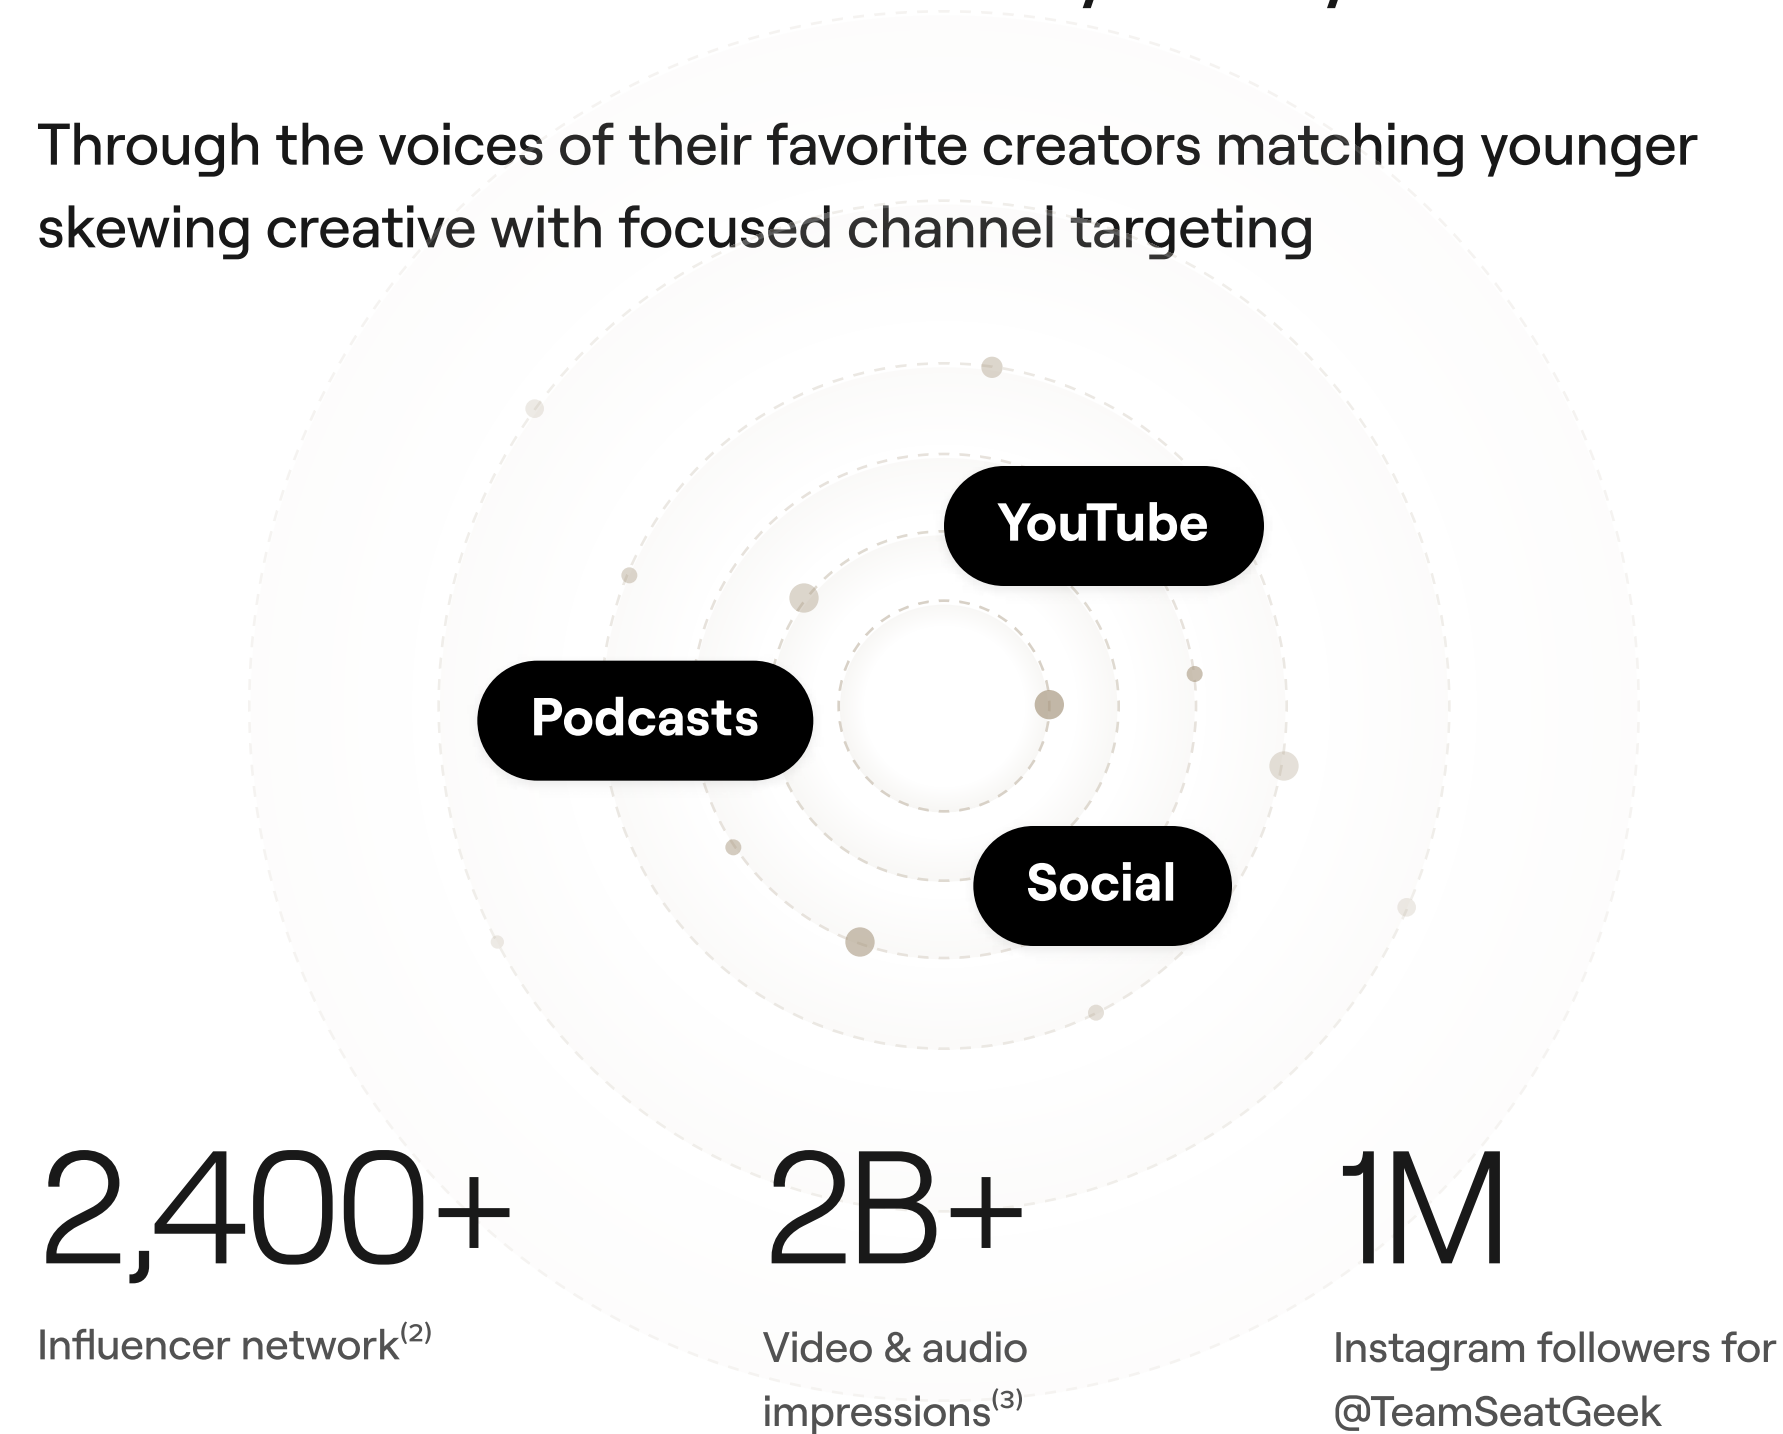 Through the voices of their favorite creators matching younger
skewing creative with focused channel targeting
YouTube
Podcasts
Social
2,400+
2B+
1M
Influencer network(2)
Video & audio
impressions(3)
Instagram followers for
@TeamSeatGeek